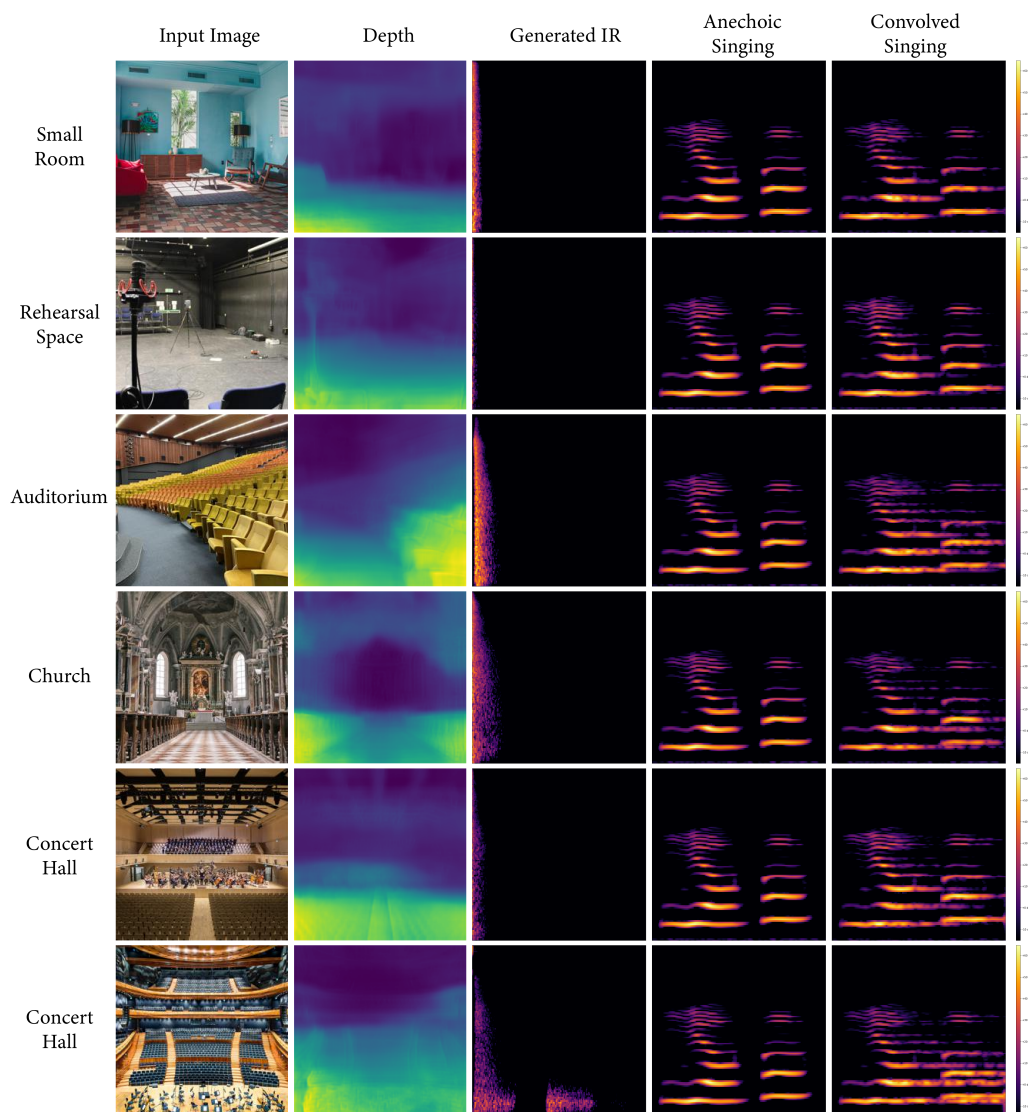 Input Image
Depth
Generated IR
Anechoic
Singing
Convolved
Singing
Small
Room
Rehearsal
Space
Auditorium
Church
Concert
Hall
Concert
Hall